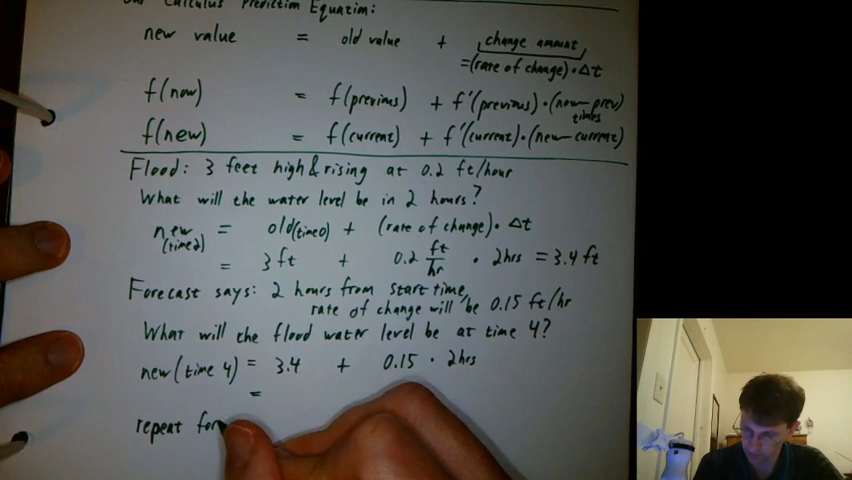 Our Calculus Prediction Equation:
new value = old value + change amount
=(rate of change)·Δt
f(now) = f(previous) + f'(previous)·(now-prev)
times
f(new) = f(current) + f'(current)·(new-current)
Flood: 3 feet high & rising at 0.2 ft/hour
What will the water level be in 2 hours?
new = old(time0) + (rate of change)·Δt
(time2)
= 3 ft + 0.2 ft/hr · 2hrs = 3.4 ft
Forecast says: 2 hours from start time,
rate of change will be 0.15 ft/hr
What will the flood water level be at time 4?
new (time 4) = 3.4 + 0.15 · 2hrs
=
repeat for